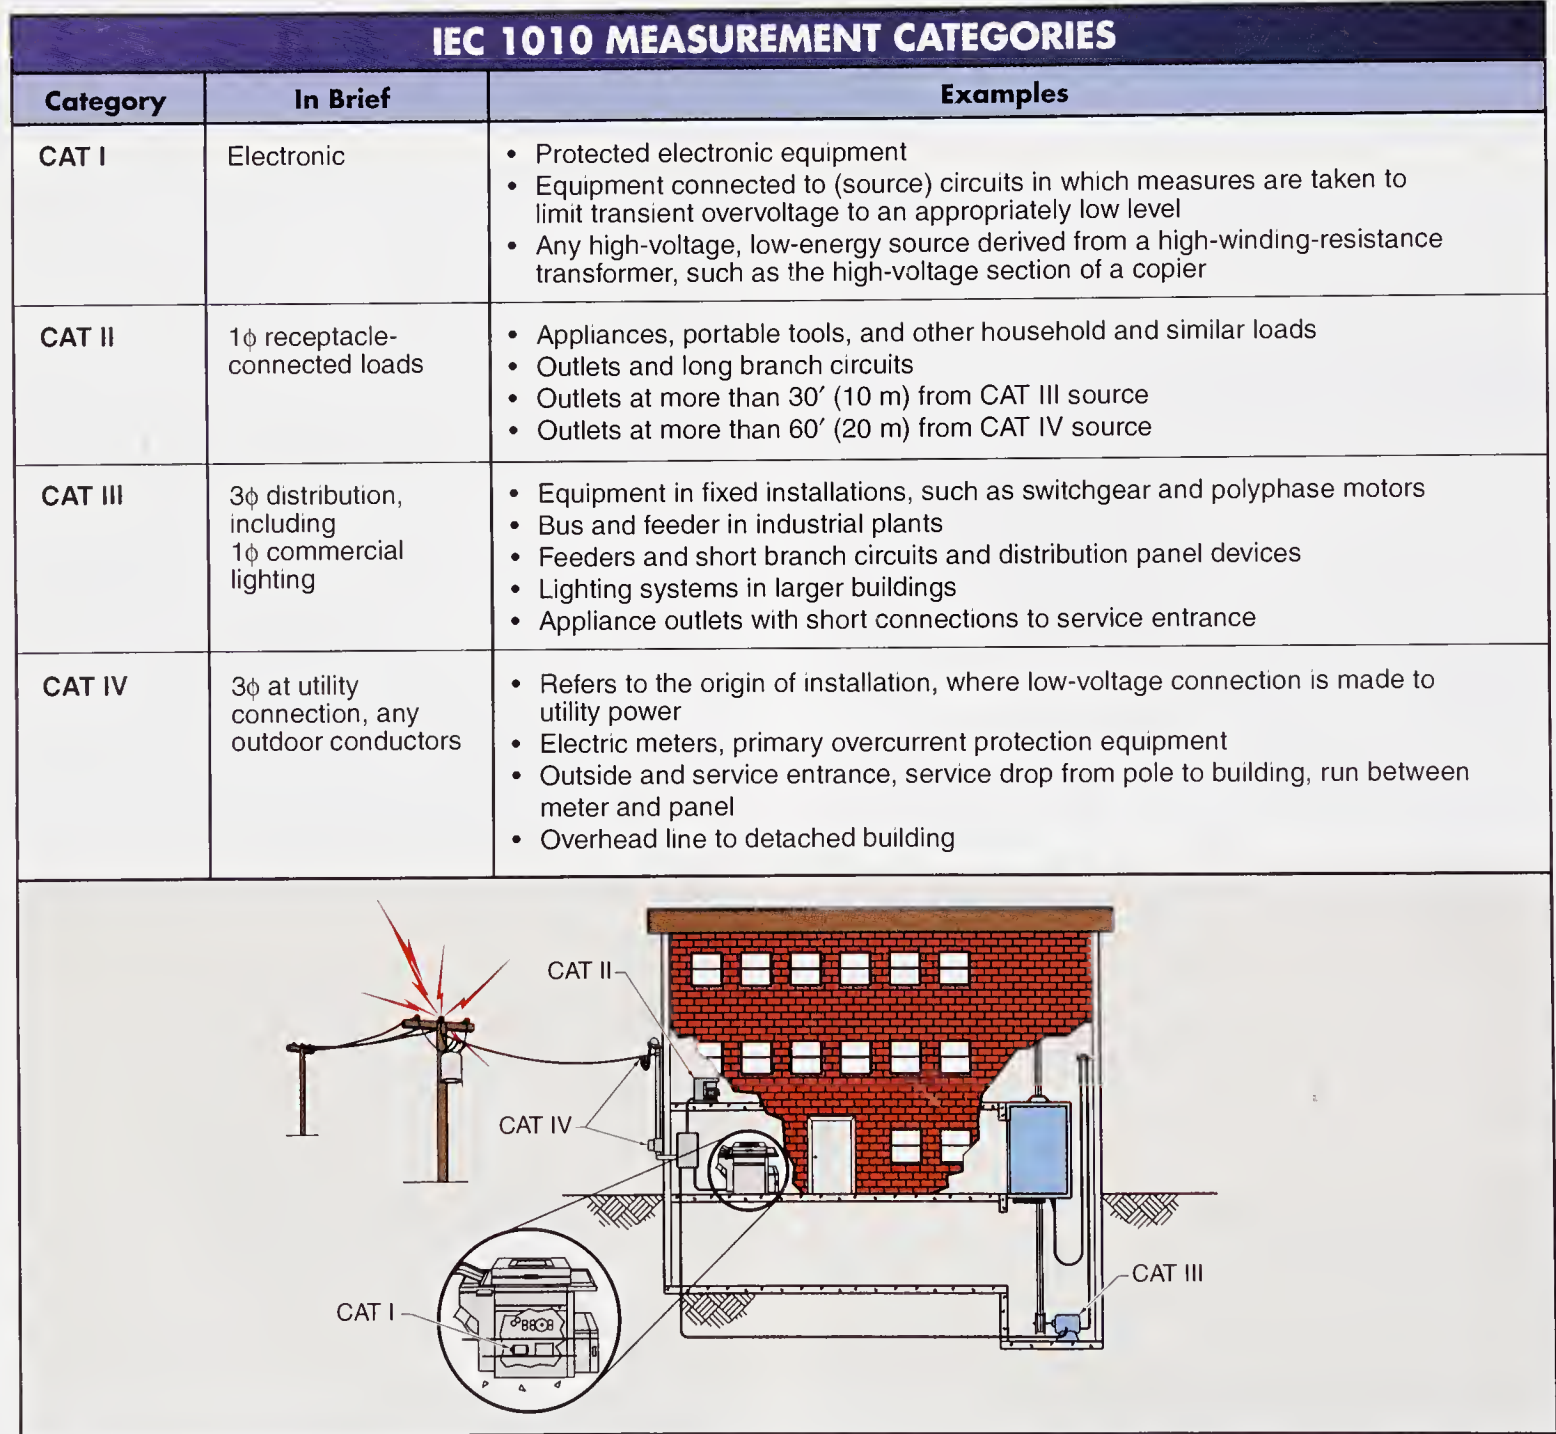 IEC 1010 MEASUREMENT CATEGORIES
Category In Brief Examples
CAT I
Electronic
• Protected electronic equipment
• Equipment connected to (source) circuits in which measures are taken to
limit transient overvoltage to an appropriately low level
• Any high-voltage, low-energy source derived from a high-winding-resistance
transformer, such as the high-voltage section of a copier
CAT II
1ϕ receptacle-
connected loads
• Appliances, portable tools, and other household and similar loads
• Outlets and long branch circuits
• Outlets at more than 30′ (10 m) from CAT III source
• Outlets at more than 60′ (20 m) from CAT IV source
CAT III
3ϕ distribution,
including
1ϕ commercial
lighting
• Equipment in fixed installations, such as switchgear and polyphase motors
• Bus and feeder in industrial plants
• Feeders and short branch circuits and distribution panel devices
• Lighting systems in larger buildings
• Appliance outlets with short connections to service entrance
CAT IV
3ϕ at utility
connection, any
outdoor conductors
• Refers to the origin of installation, where low-voltage connection is made to
utility power
• Electric meters, primary overcurrent protection equipment
• Outside and service entrance, service drop from pole to building, run between
meter and panel
• Overhead line to detached building
CAT II
CAT IV
CAT III
CAT I